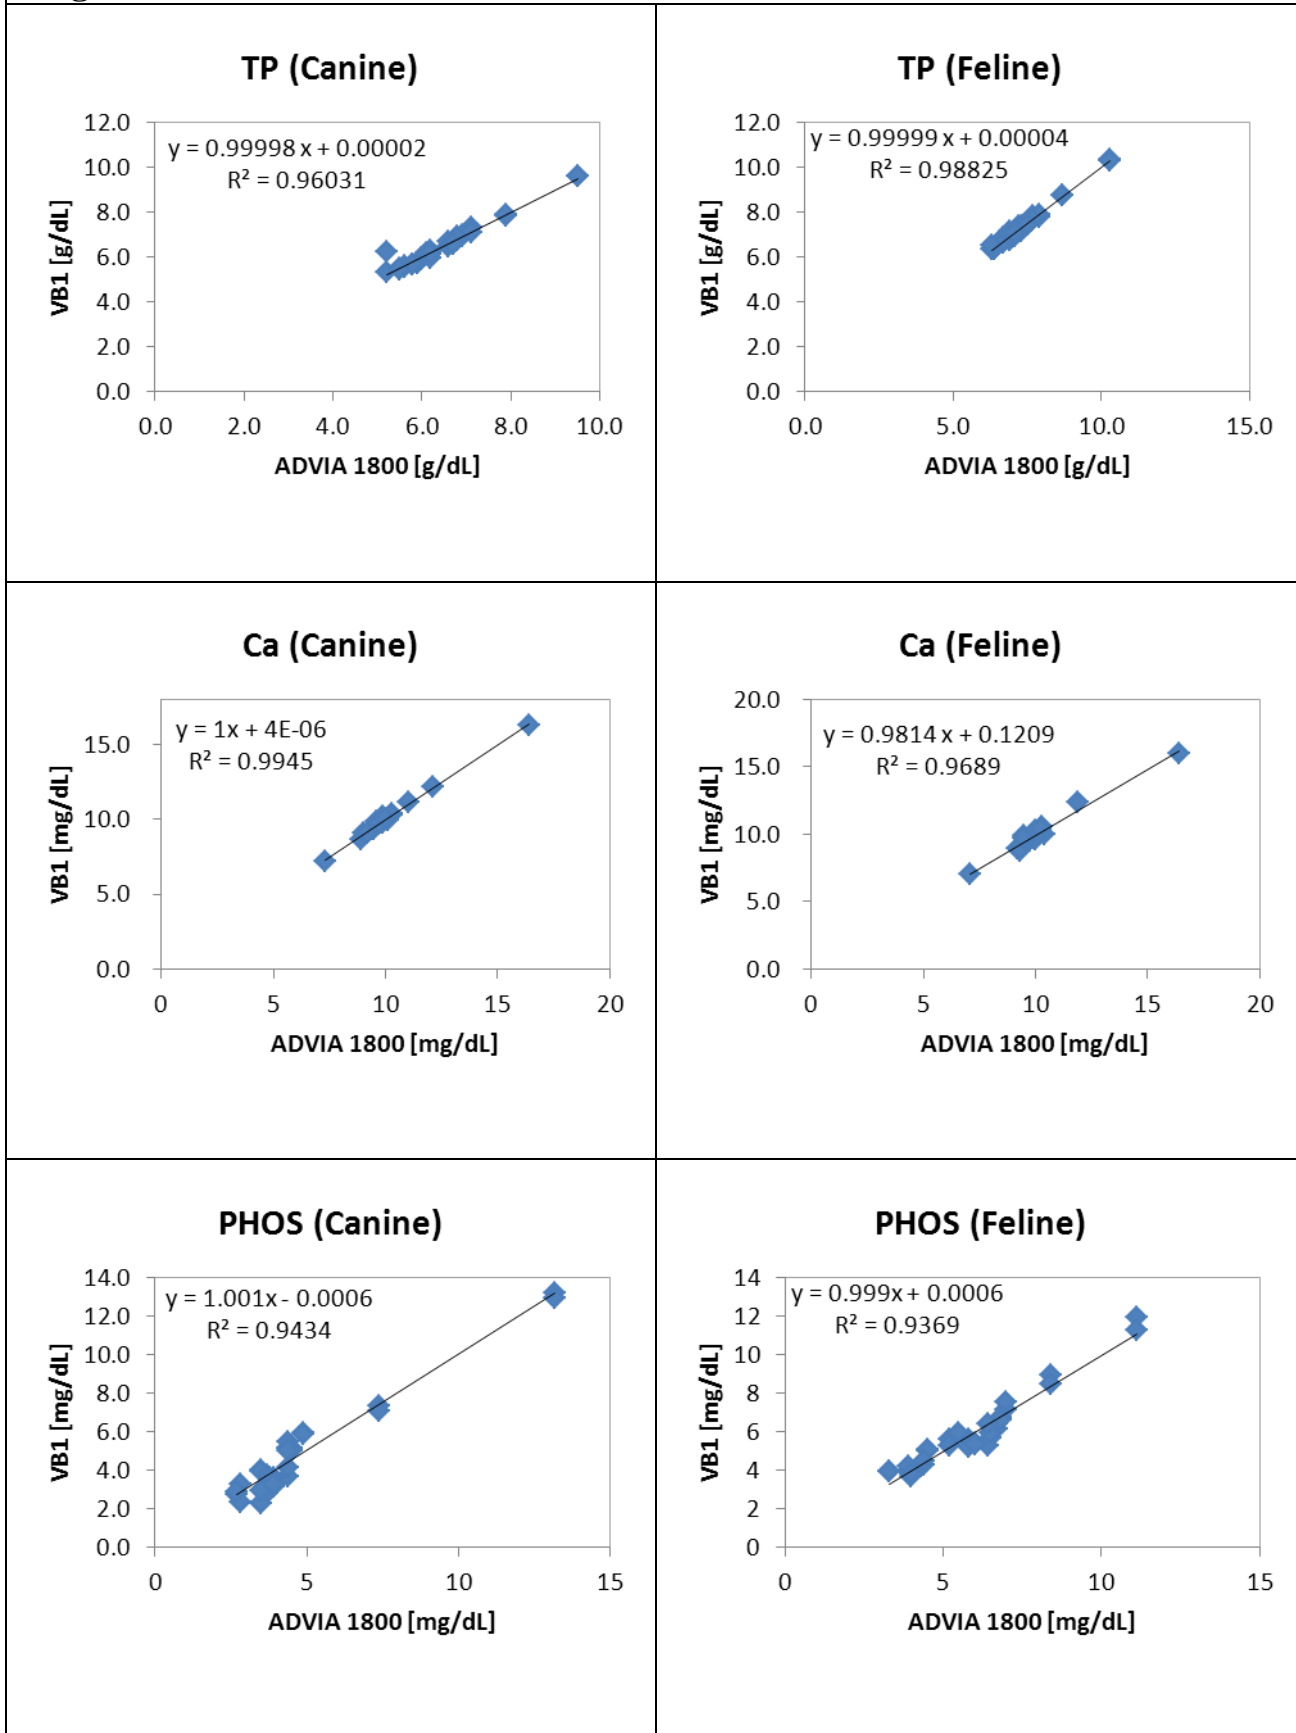 TP (Canine)
12.0
10.0
8.0
6.0
4.0
2.0
0.0
y = 0.99998 x + 0.00002
R² = 0.96031
VB1 [g/dL]
0.0 2.0 4.0 6.0 8.0 10.0
ADVIA 1800 [g/dL]
TP (Feline)
12.0
10.0
8.0
6.0
4.0
2.0
0.0
y = 0.99999 x + 0.00004
R² = 0.98825
VB1 [g/dL]
0.0 5.0 10.0 15.0
ADVIA 1800 [g/dL]
Ca (Canine)
15.0
10.0
5.0
0.0
y = 1x + 4E-06
R² = 0.9945
VB1 [mg/dL]
0 5 10 15 20
ADVIA 1800 [mg/dL]
Ca (Feline)
20.0
15.0
10.0
5.0
0.0
y = 0.9814 x + 0.1209
R² = 0.9689
VB1 [mg/dL]
0 5 10 15 20
ADVIA 1800 [mg/dL]
PHOS (Canine)
14.0
12.0
10.0
8.0
6.0
4.0
2.0
0.0
y = 1.001x - 0.0006
R² = 0.9434
VB1 [mg/dL]
0 5 10 15
ADVIA 1800 [mg/dL]
PHOS (Feline)
14
12
10
8
6
4
2
0
y = 0.999x + 0.0006
R² = 0.9369
VB1 [mg/dL]
0 5 10 15
ADVIA 1800 [mg/dL]